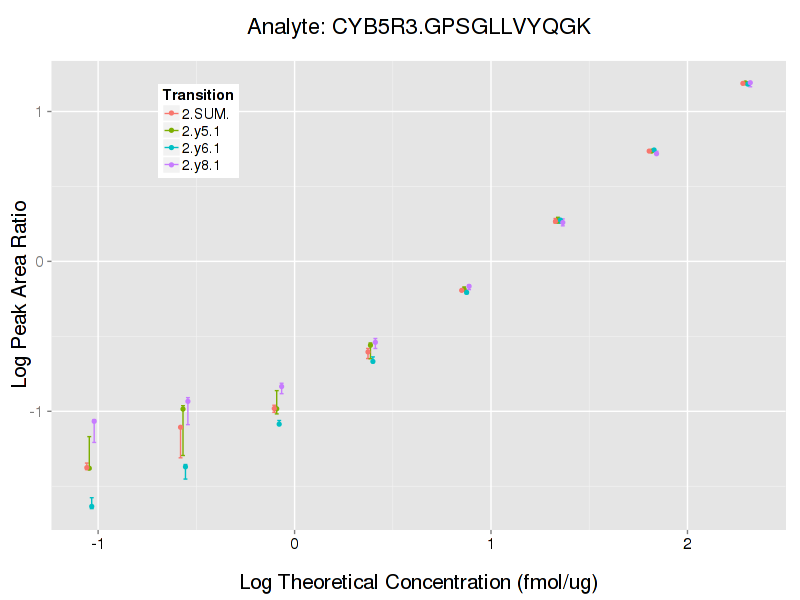 Analyte: CYB5R3.GPSGLLVYQGK
Transition
2.SUM.
2.y5.1
2.y6.1
2.y8.1
Log Peak Area Ratio
1
0
-1
-1
0
1
2
Log Theoretical Concentration (fmol/ug)